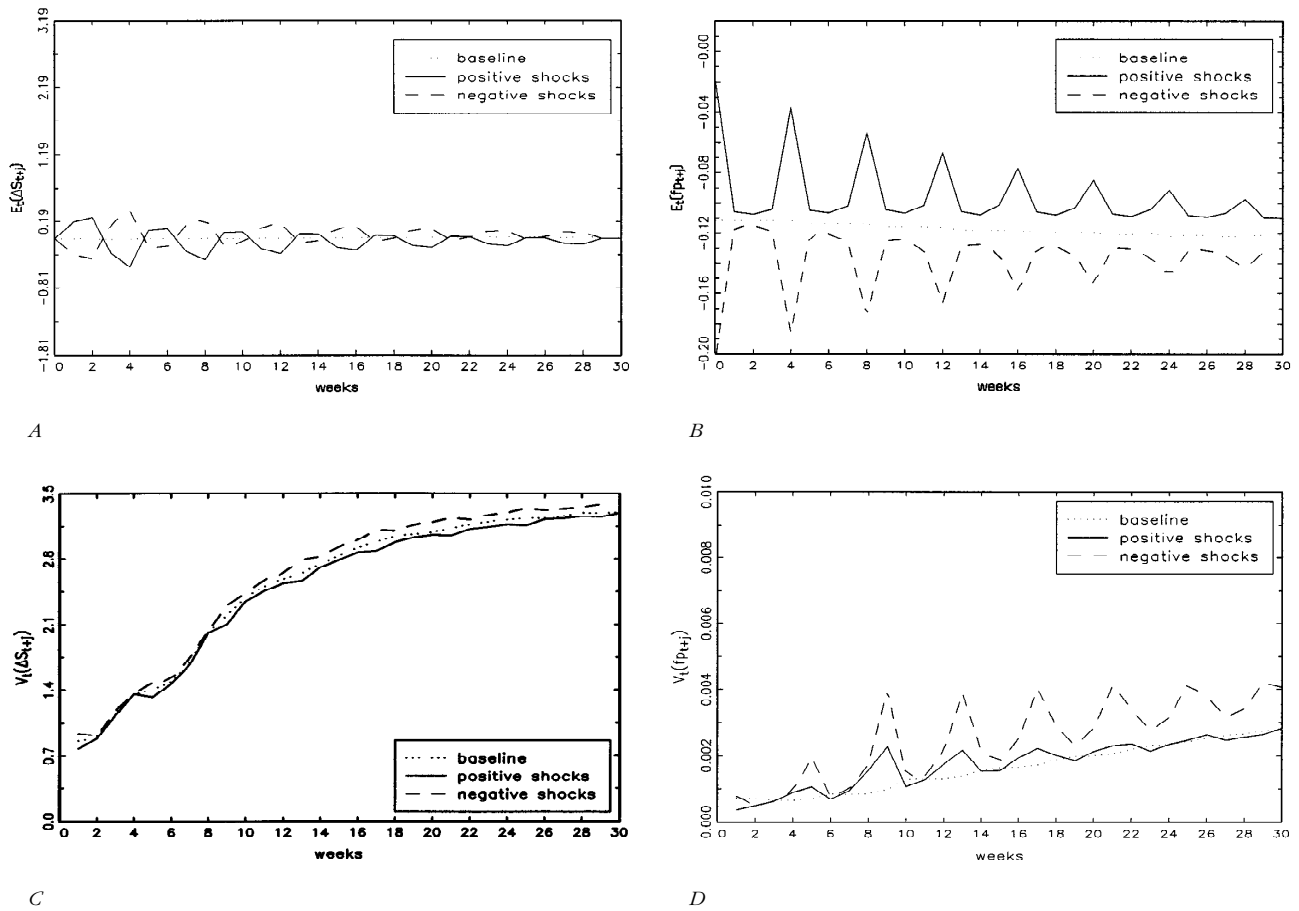 3.19
2.19
1.19
0.19
−0.81
−1.81
E_t(ΔS_{t+j})
baseline
positive shocks
negative shocks
0 2 4 6 8 10 12 14 16 18 20 22 24 26 28 30
weeks
A
−0.00
−0.04
−0.08
−0.12
−0.16
−0.20
E_t(fp_{t+j})
baseline
positive shocks
negative shocks
0 2 4 6 8 10 12 14 16 18 20 22 24 26 28 30
weeks
B
3.5
2.8
2.1
1.4
0.7
0.0
V_t(ΔS_{t+j})
baseline
positive shocks
negative shocks
0 2 4 6 8 10 12 14 16 18 20 22 24 26 28 30
weeks
C
0.010
0.008
0.006
0.004
0.002
0.000
V_t(fp_{t+j})
baseline
positive shocks
negative shocks
0 2 4 6 8 10 12 14 16 18 20 22 24 26 28 30
weeks
D